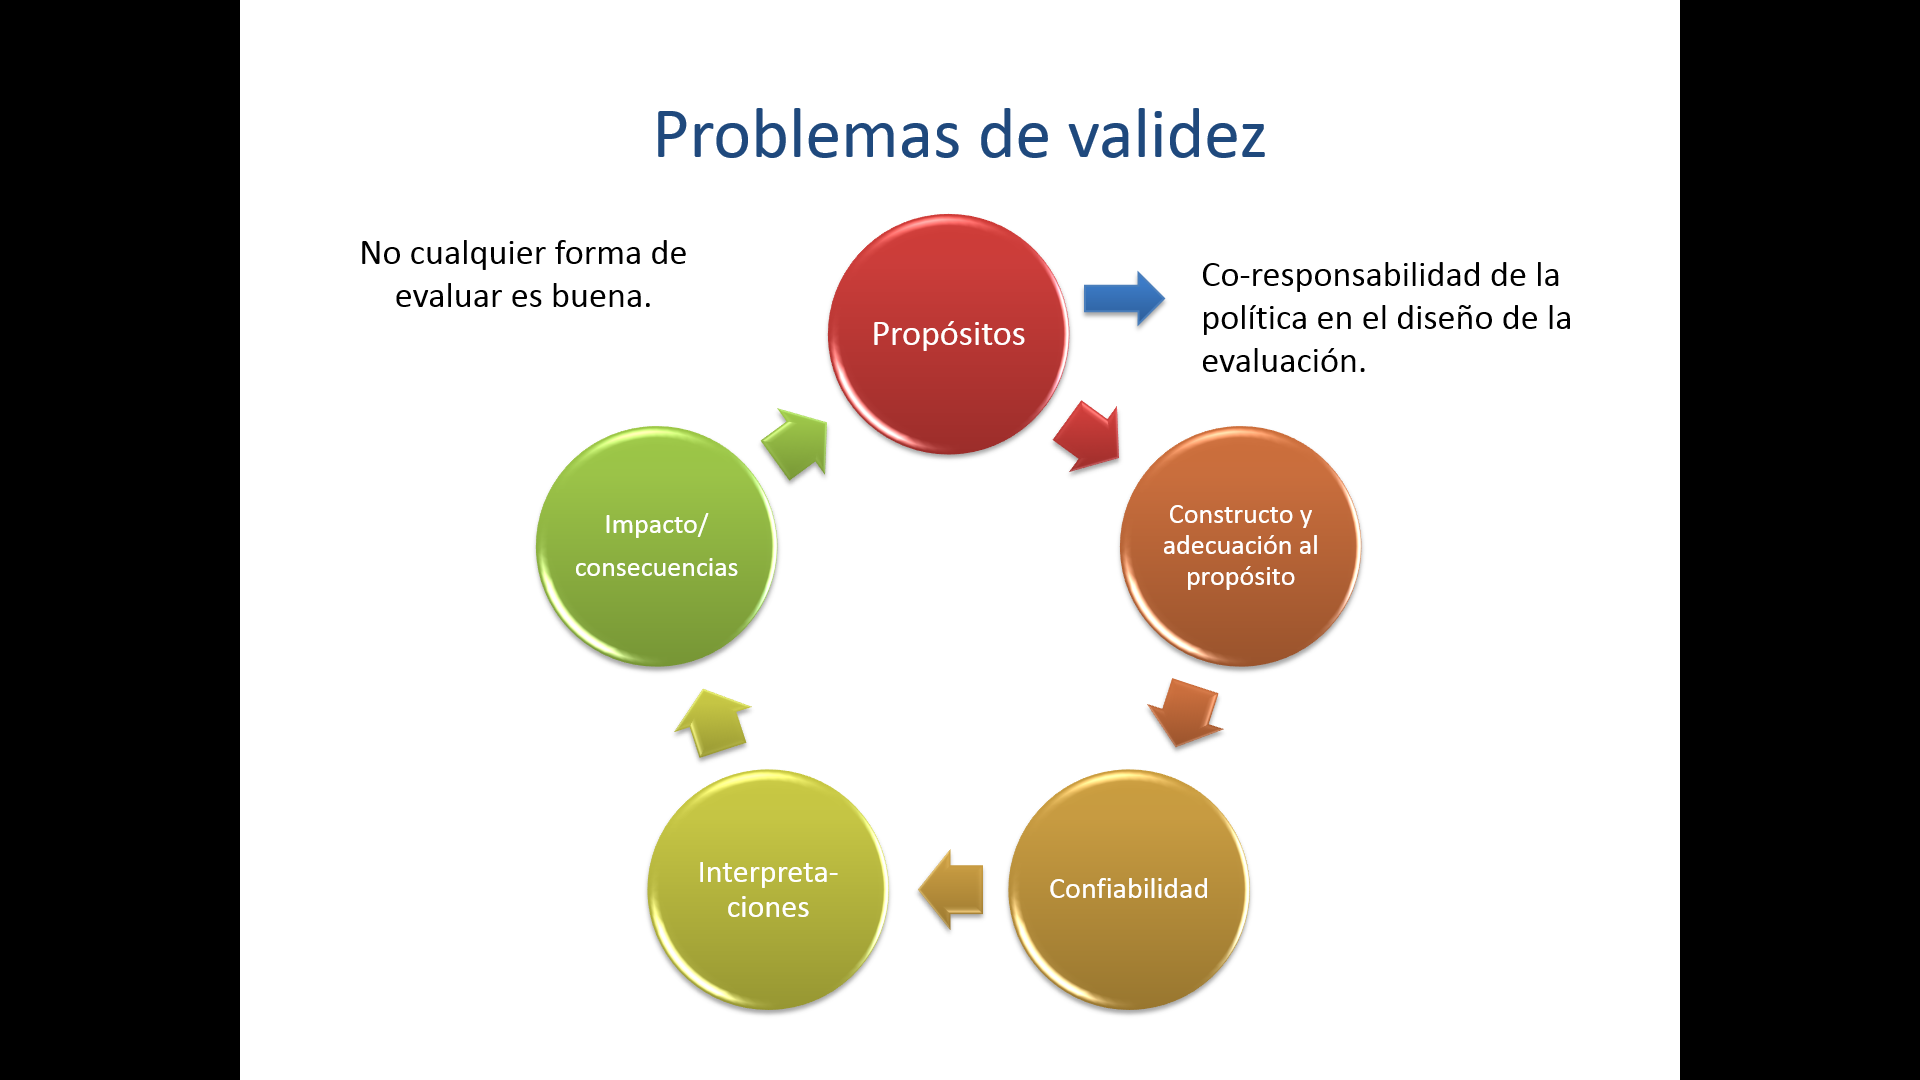 Problemas de validez
No cualquier forma de
evaluar es buena.
Propósitos
Co-responsabilidad de la
política en el diseño de la
evaluación.
Constructo y
adecuación al
propósito
Confiabilidad
Interpreta-
ciones
Impacto/
consecuencias